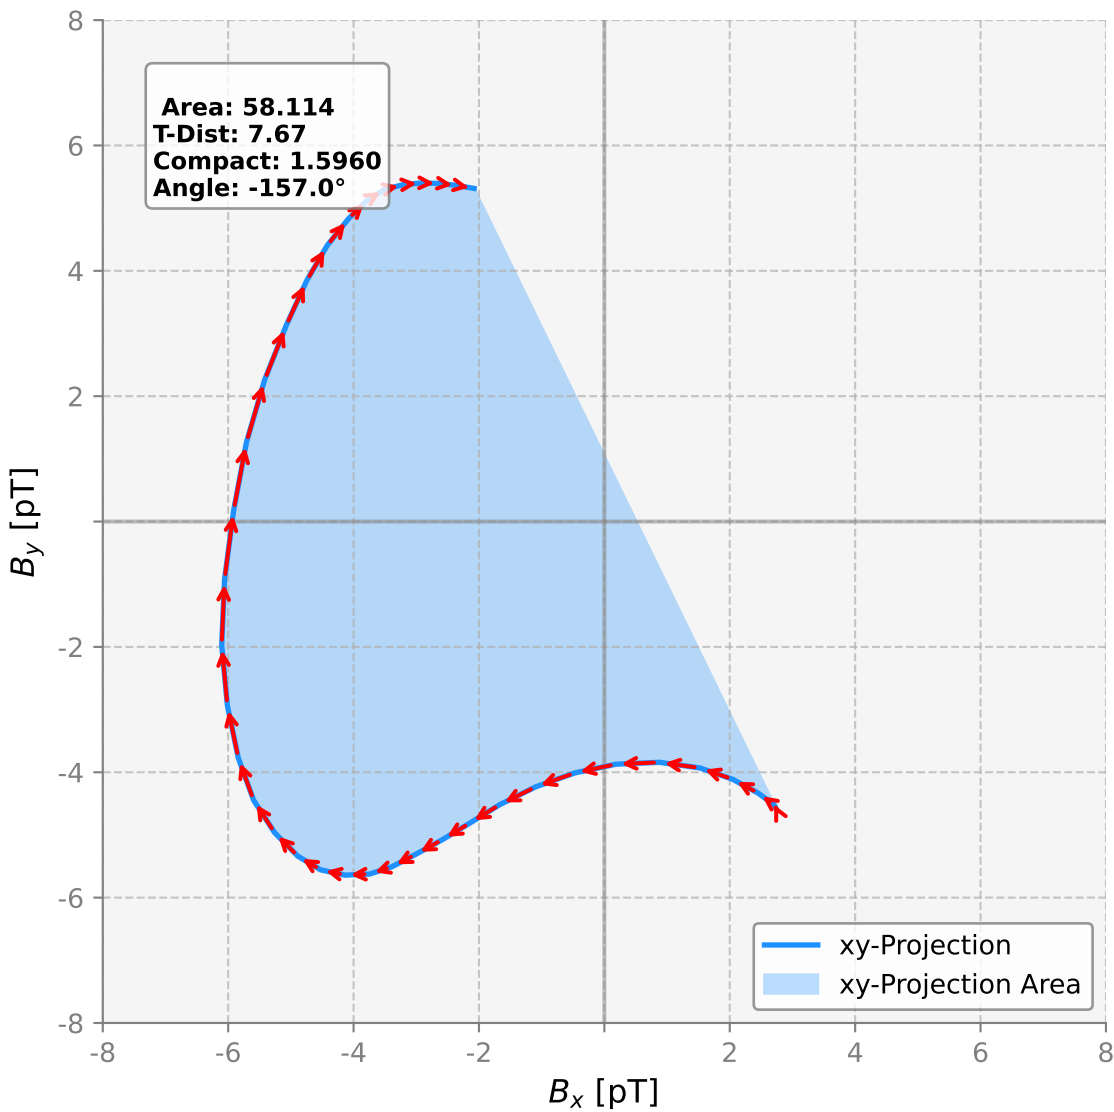 8
6
4
2
-2
-4
-6
-8
-8
-6
-4
-2
2
4
6
8
B_y [pT]
B_x [pT]
Area: 58.114
T-Dist: 7.67
Compact: 1.5960
Angle: -157.0°
xy-Projection
xy-Projection Area